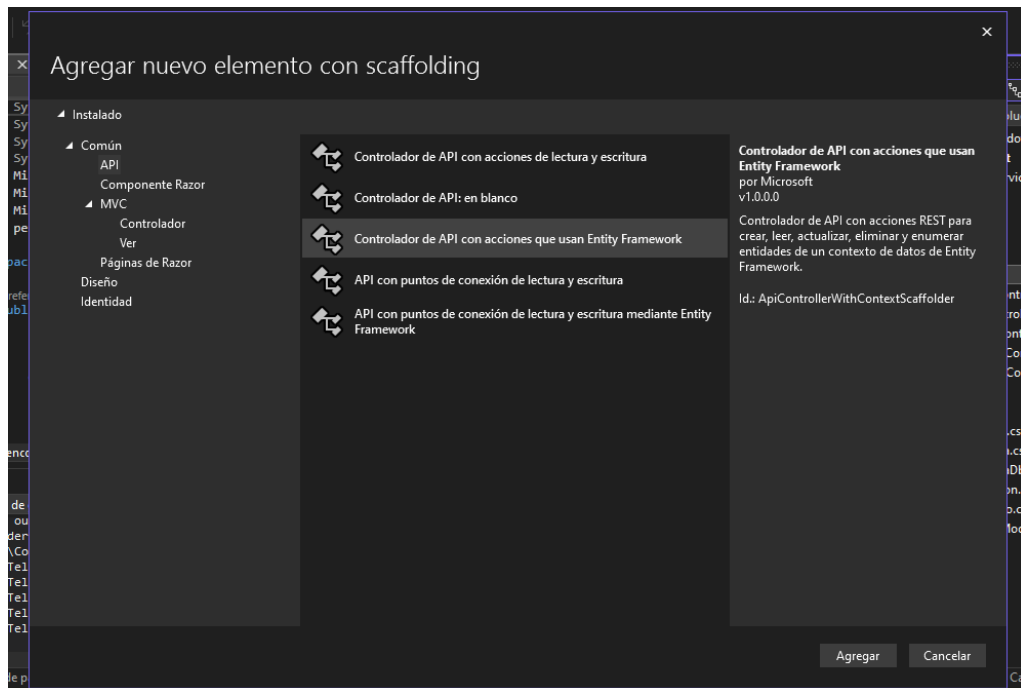 Agregar nuevo elemento con scaffolding
Instalado
Común
API
Componente Razor
MVC
Controlador
Ver
Páginas de Razor
Diseño
Identidad
Controlador de API con acciones de lectura y escritura
Controlador de API: en blanco
Controlador de API con acciones que usan Entity Framework
API con puntos de conexión de lectura y escritura
API con puntos de conexión de lectura y escritura mediante Entity
Framework
Controlador de API con acciones que usan
Entity Framework
por Microsoft
v1.0.0.0
Controlador de API con acciones REST para
crear, leer, actualizar, eliminar y enumerar
entidades de un contexto de datos de Entity
Framework.
Id.: ApiControllerWithContextScaffolder
Agregar
Cancelar